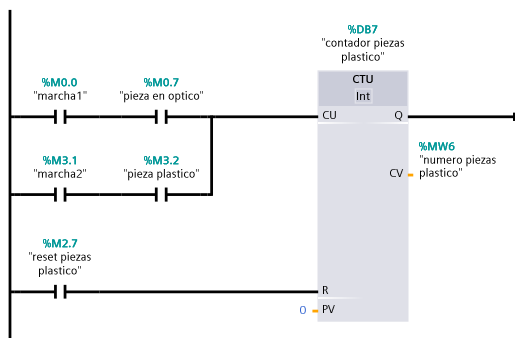 %DB7
"contador piezas
plastico"
%M0.0
"marcha1"
%M0.7
"pieza en optico"
CTU
Int
CU
Q
%M3.1
"marcha2"
%M3.2
"pieza plastico"
%MW6
"numero piezas
plastico"
CV
%M2.7
"reset piezas
plastico"
R
0
PV